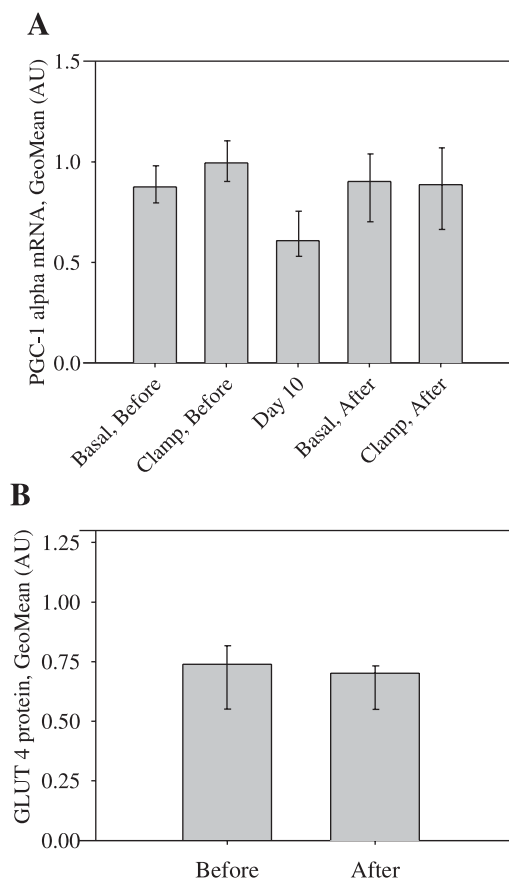 A
PGC-1 alpha mRNA, GeoMean (AU)
1.5
1.0
0.5
0.0
Basal, Before
Clamp, Before
Day 10
Basal, After
Clamp, After
B
GLUT 4 protein, GeoMean (AU)
1.25
1.00
0.75
0.50
0.25
0.00
Before
After